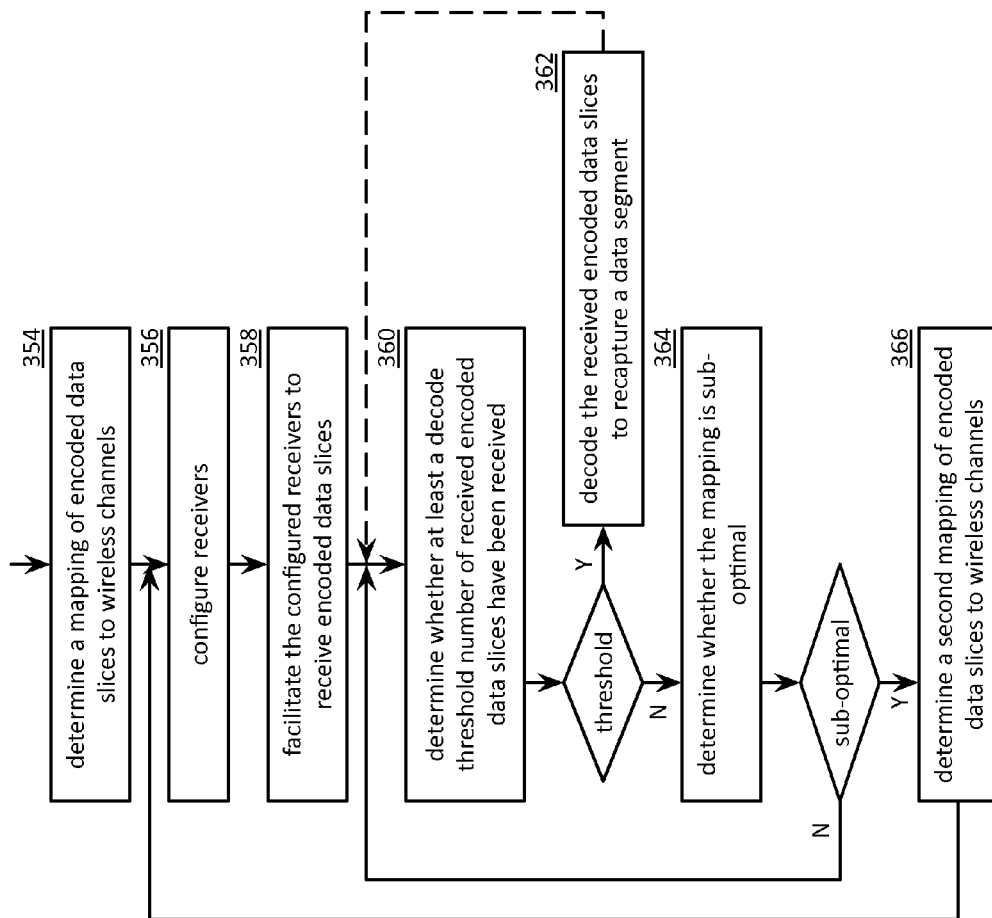 354
determine a mapping of encoded data
slices to wireless channels
356
configure receivers
358
facilitate the configured receivers to
receive encoded data slices
360
determine whether at least a decode
threshold number of received encoded
data slices have been received
threshold
Y
N
362
decode the received encoded data slices
to recapture a data segment
364
determine whether the mapping is sub-
optimal
sub-optimal
N
Y
366
determine a second mapping of encoded
data slices to wireless channels